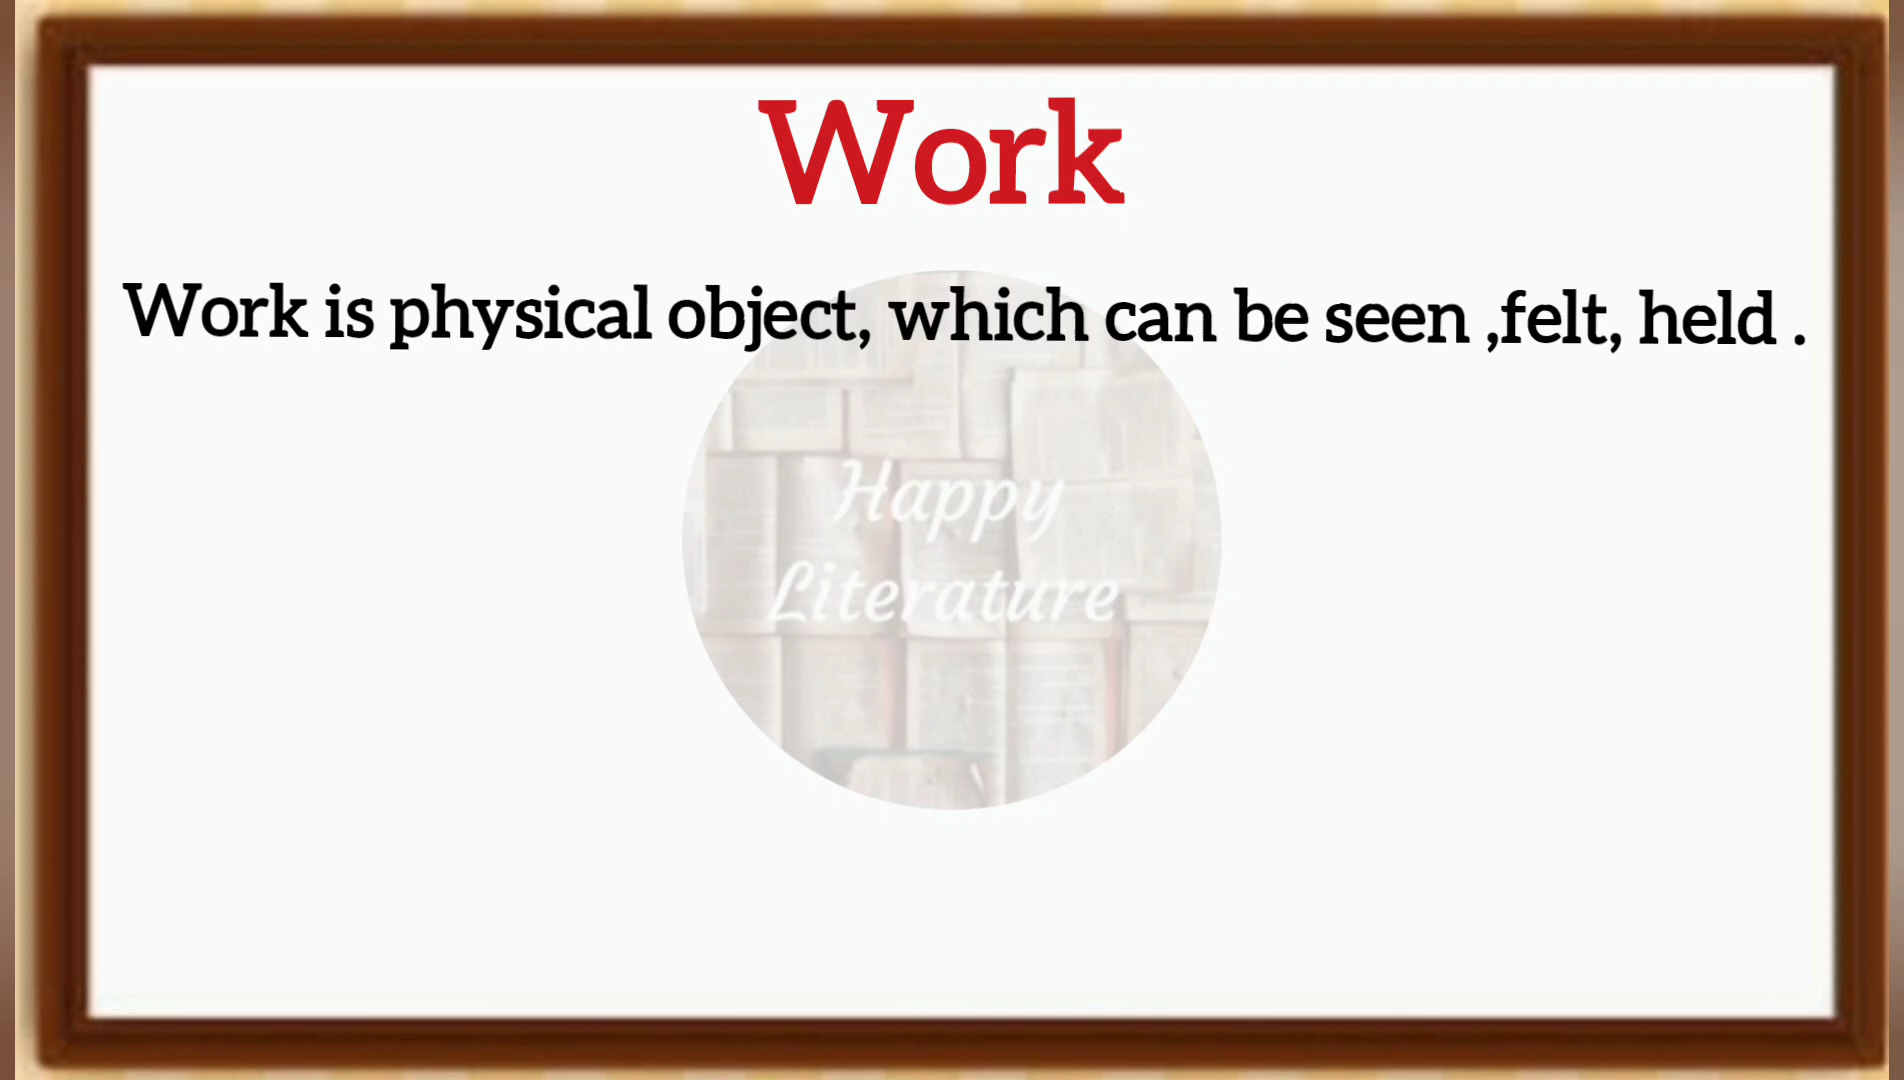 Work
Work is physical object, which can be seen ,felt, held .
Happy
Literature